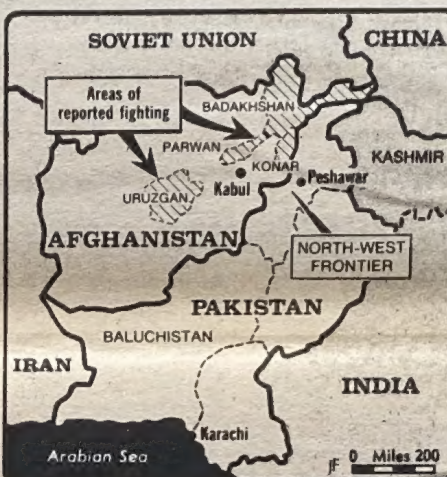 SOVIET UNION
CHINA
Areas of
reported fighting
BADAKHSHAN
PARWAN
KONAR
KASHMIR
Kabul
Peshawar
URUZGAN
AFGHANISTAN
NORTH-WEST
FRONTIER
PAKISTAN
BALUCHISTAN
IRAN
INDIA
Karachi
Arabian Sea
JF
0 Miles 200